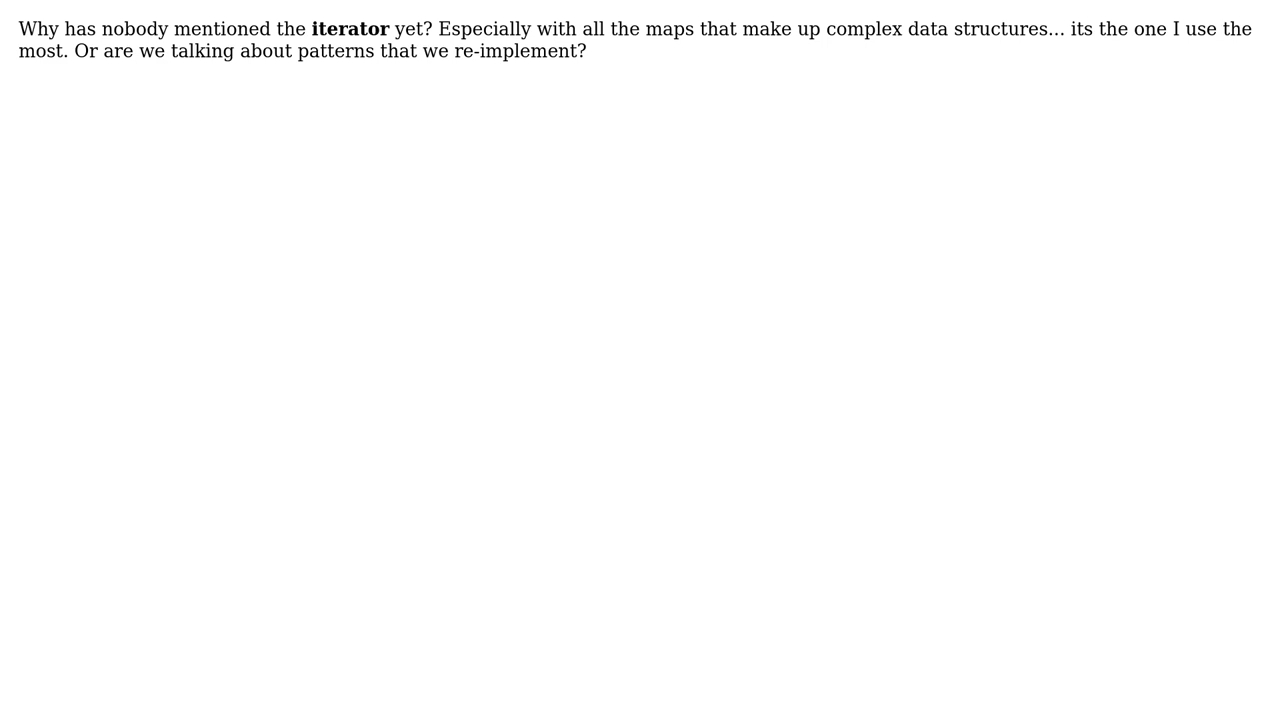 Why has nobody mentioned the iterator yet? Especially with all the maps that make up complex data structures... its the one I use the
most. Or are we talking about patterns that we re-implement?